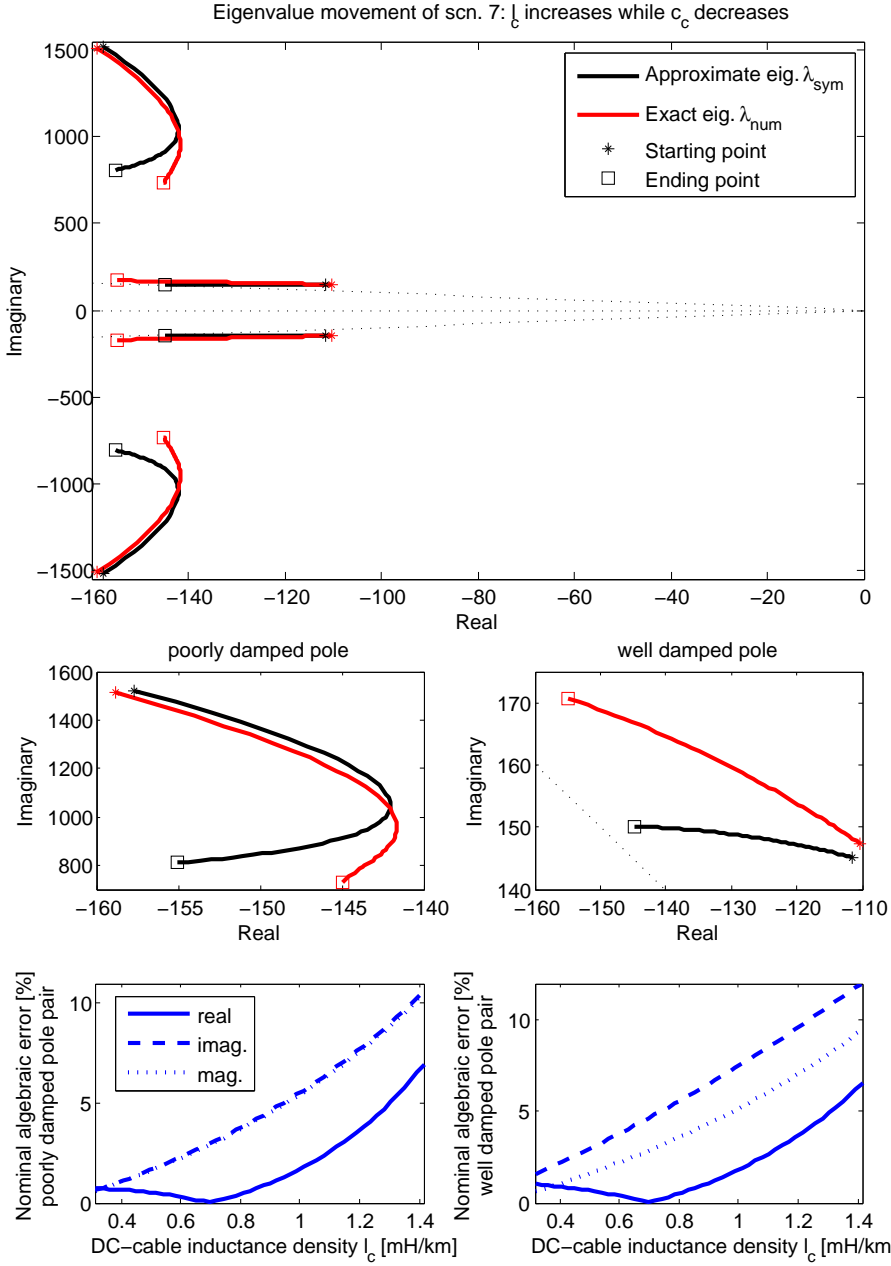 Eigenvalue movement of scn. 7: l_c increases while c_c decreases
1500
1000
500
0
−500
−1000
−1500
Imaginary
−160
−140
−120
−100
−80
−60
−40
−20
0
Real
Approximate eig. λ_sym
Exact eig. λ_num
Starting point
Ending point
poorly damped pole
1600
1400
1200
1000
800
Imaginary
−160
−155
−150
−145
−140
Real
well damped pole
170
160
150
140
Imaginary
−160
−150
−140
−130
−120
−110
Real
Nominal algebraic error [%]
poorly damped pole pair
10
5
0
real
imag.
mag.
0.4
0.6
0.8
1
1.2
1.4
DC−cable inductance density l_c [mH/km]
Nominal algebraic error [%]
well damped pole pair
10
5
0
0.4
0.6
0.8
1
1.2
1.4
DC−cable inductance density l_c [mH/km]